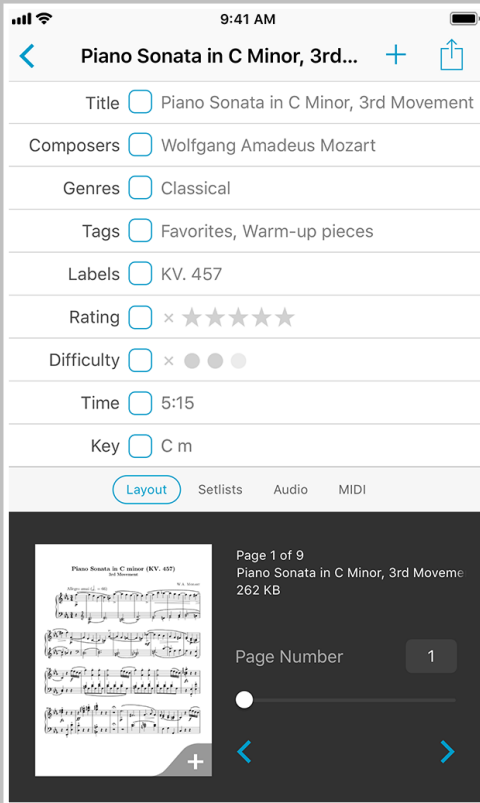 9:41 AM
Piano Sonata in C Minor, 3rd...
Title Piano Sonata in C Minor, 3rd Movement
Composers Wolfgang Amadeus Mozart
Genres Classical
Tags Favorites, Warm-up pieces
Labels KV. 457
Rating
Difficulty
Time 5:15
Key C m
Layout Setlists Audio MIDI
Page 1 of 9
Piano Sonata in C Minor, 3rd Moveme
262 KB
Page Number 1
Piano Sonata in C minor (KV. 457)
3rd Movement
W. A. Mozart